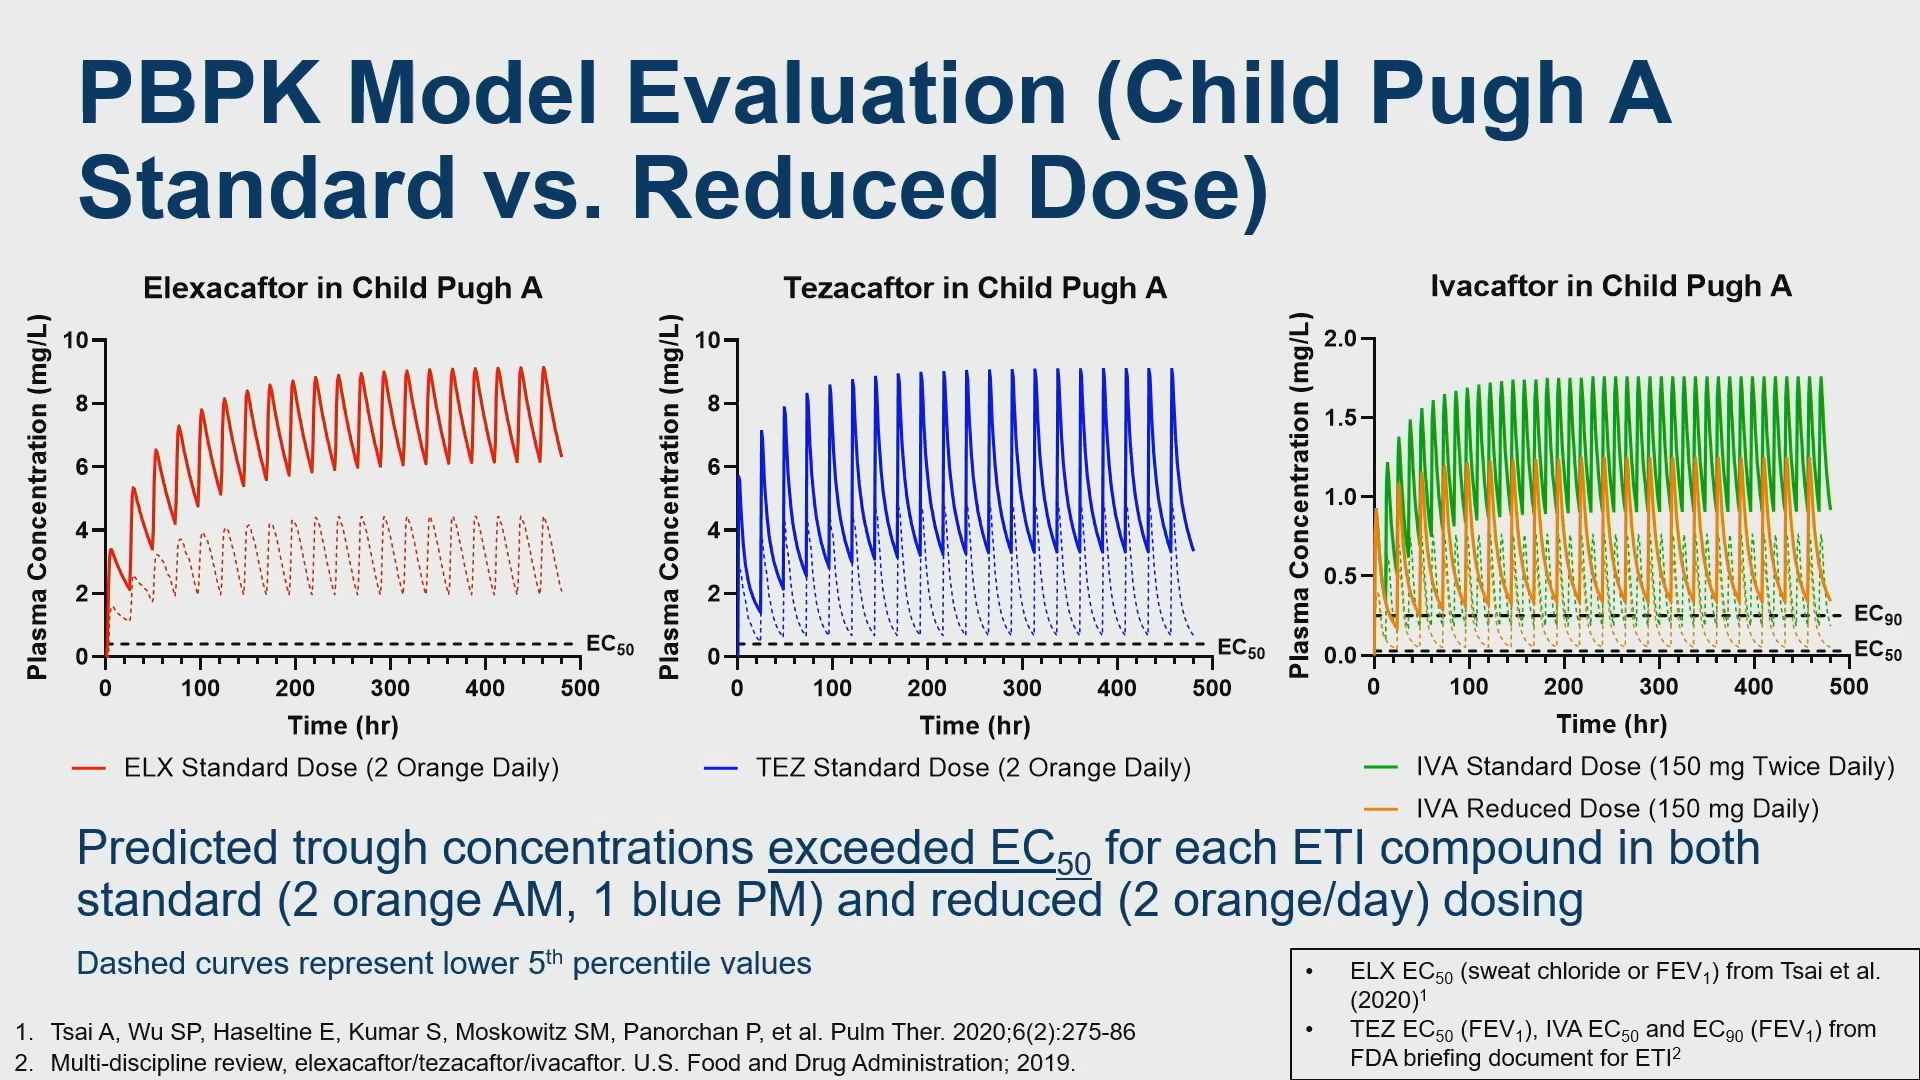 PBPK Model Evaluation (Child Pugh A
Standard vs. Reduced Dose)
Elexacaftor in Child Pugh A
Plasma Concentration (mg/L)
10
8
6
4
2
0
EC50
0 100 200 300 400 500
Time (hr)
ELX Standard Dose (2 Orange Daily)
Tezacaftor in Child Pugh A
Plasma Concentration (mg/L)
10
8
6
4
2
0
EC50
0 100 200 300 400 500
Time (hr)
TEZ Standard Dose (2 Orange Daily)
Ivacaftor in Child Pugh A
Plasma Concentration (mg/L)
2.0
1.5
1.0
0.5
0.0
EC90
EC50
0 100 200 300 400 500
Time (hr)
IVA Standard Dose (150 mg Twice Daily)
IVA Reduced Dose (150 mg Daily)
Predicted trough concentrations exceeded EC50 for each ETI compound in both
standard (2 orange AM, 1 blue PM) and reduced (2 orange/day) dosing
Dashed curves represent lower 5th percentile values
• ELX EC50 (sweat chloride or FEV1) from Tsai et al.
(2020)1
• TEZ EC50 (FEV1), IVA EC50 and EC90 (FEV1) from
FDA briefing document for ETI2
1. Tsai A, Wu SP, Haseltine E, Kumar S, Moskowitz SM, Panorchan P, et al. Pulm Ther. 2020;6(2):275-86
2. Multi-discipline review, elexacaftor/tezacaftor/ivacaftor. U.S. Food and Drug Administration; 2019.